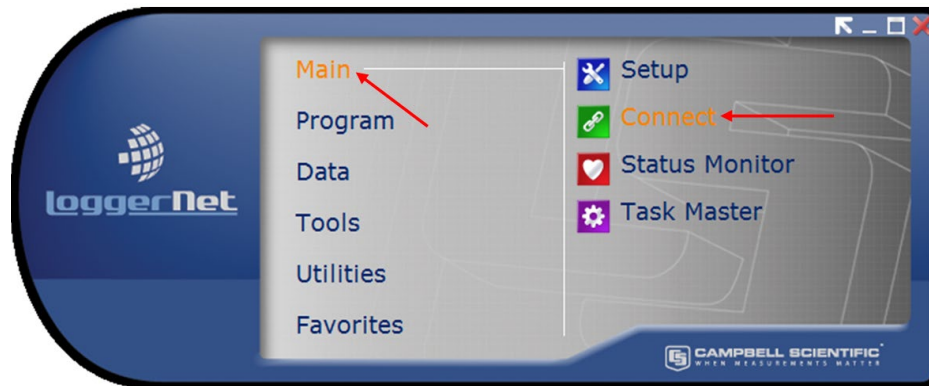 Main
Program
Data
Tools
Utilities
Favorites
Setup
Connect
Status Monitor
Task Master
LoggerNet
CAMPBELL SCIENTIFIC
WHEN MEASUREMENTS MATTER